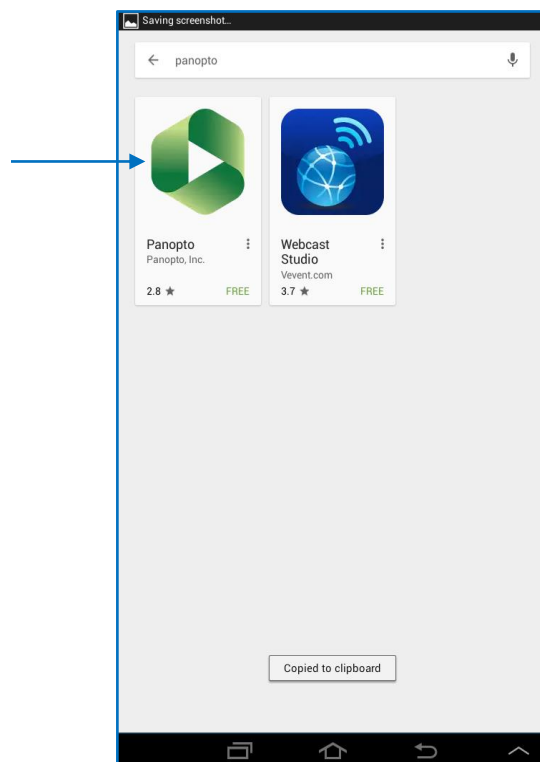 Saving screenshot...
panopto
Panopto
Panopto, Inc.
2.8 ★ FREE
Webcast
Studio
Vevent.com
3.7 ★ FREE
Copied to clipboard